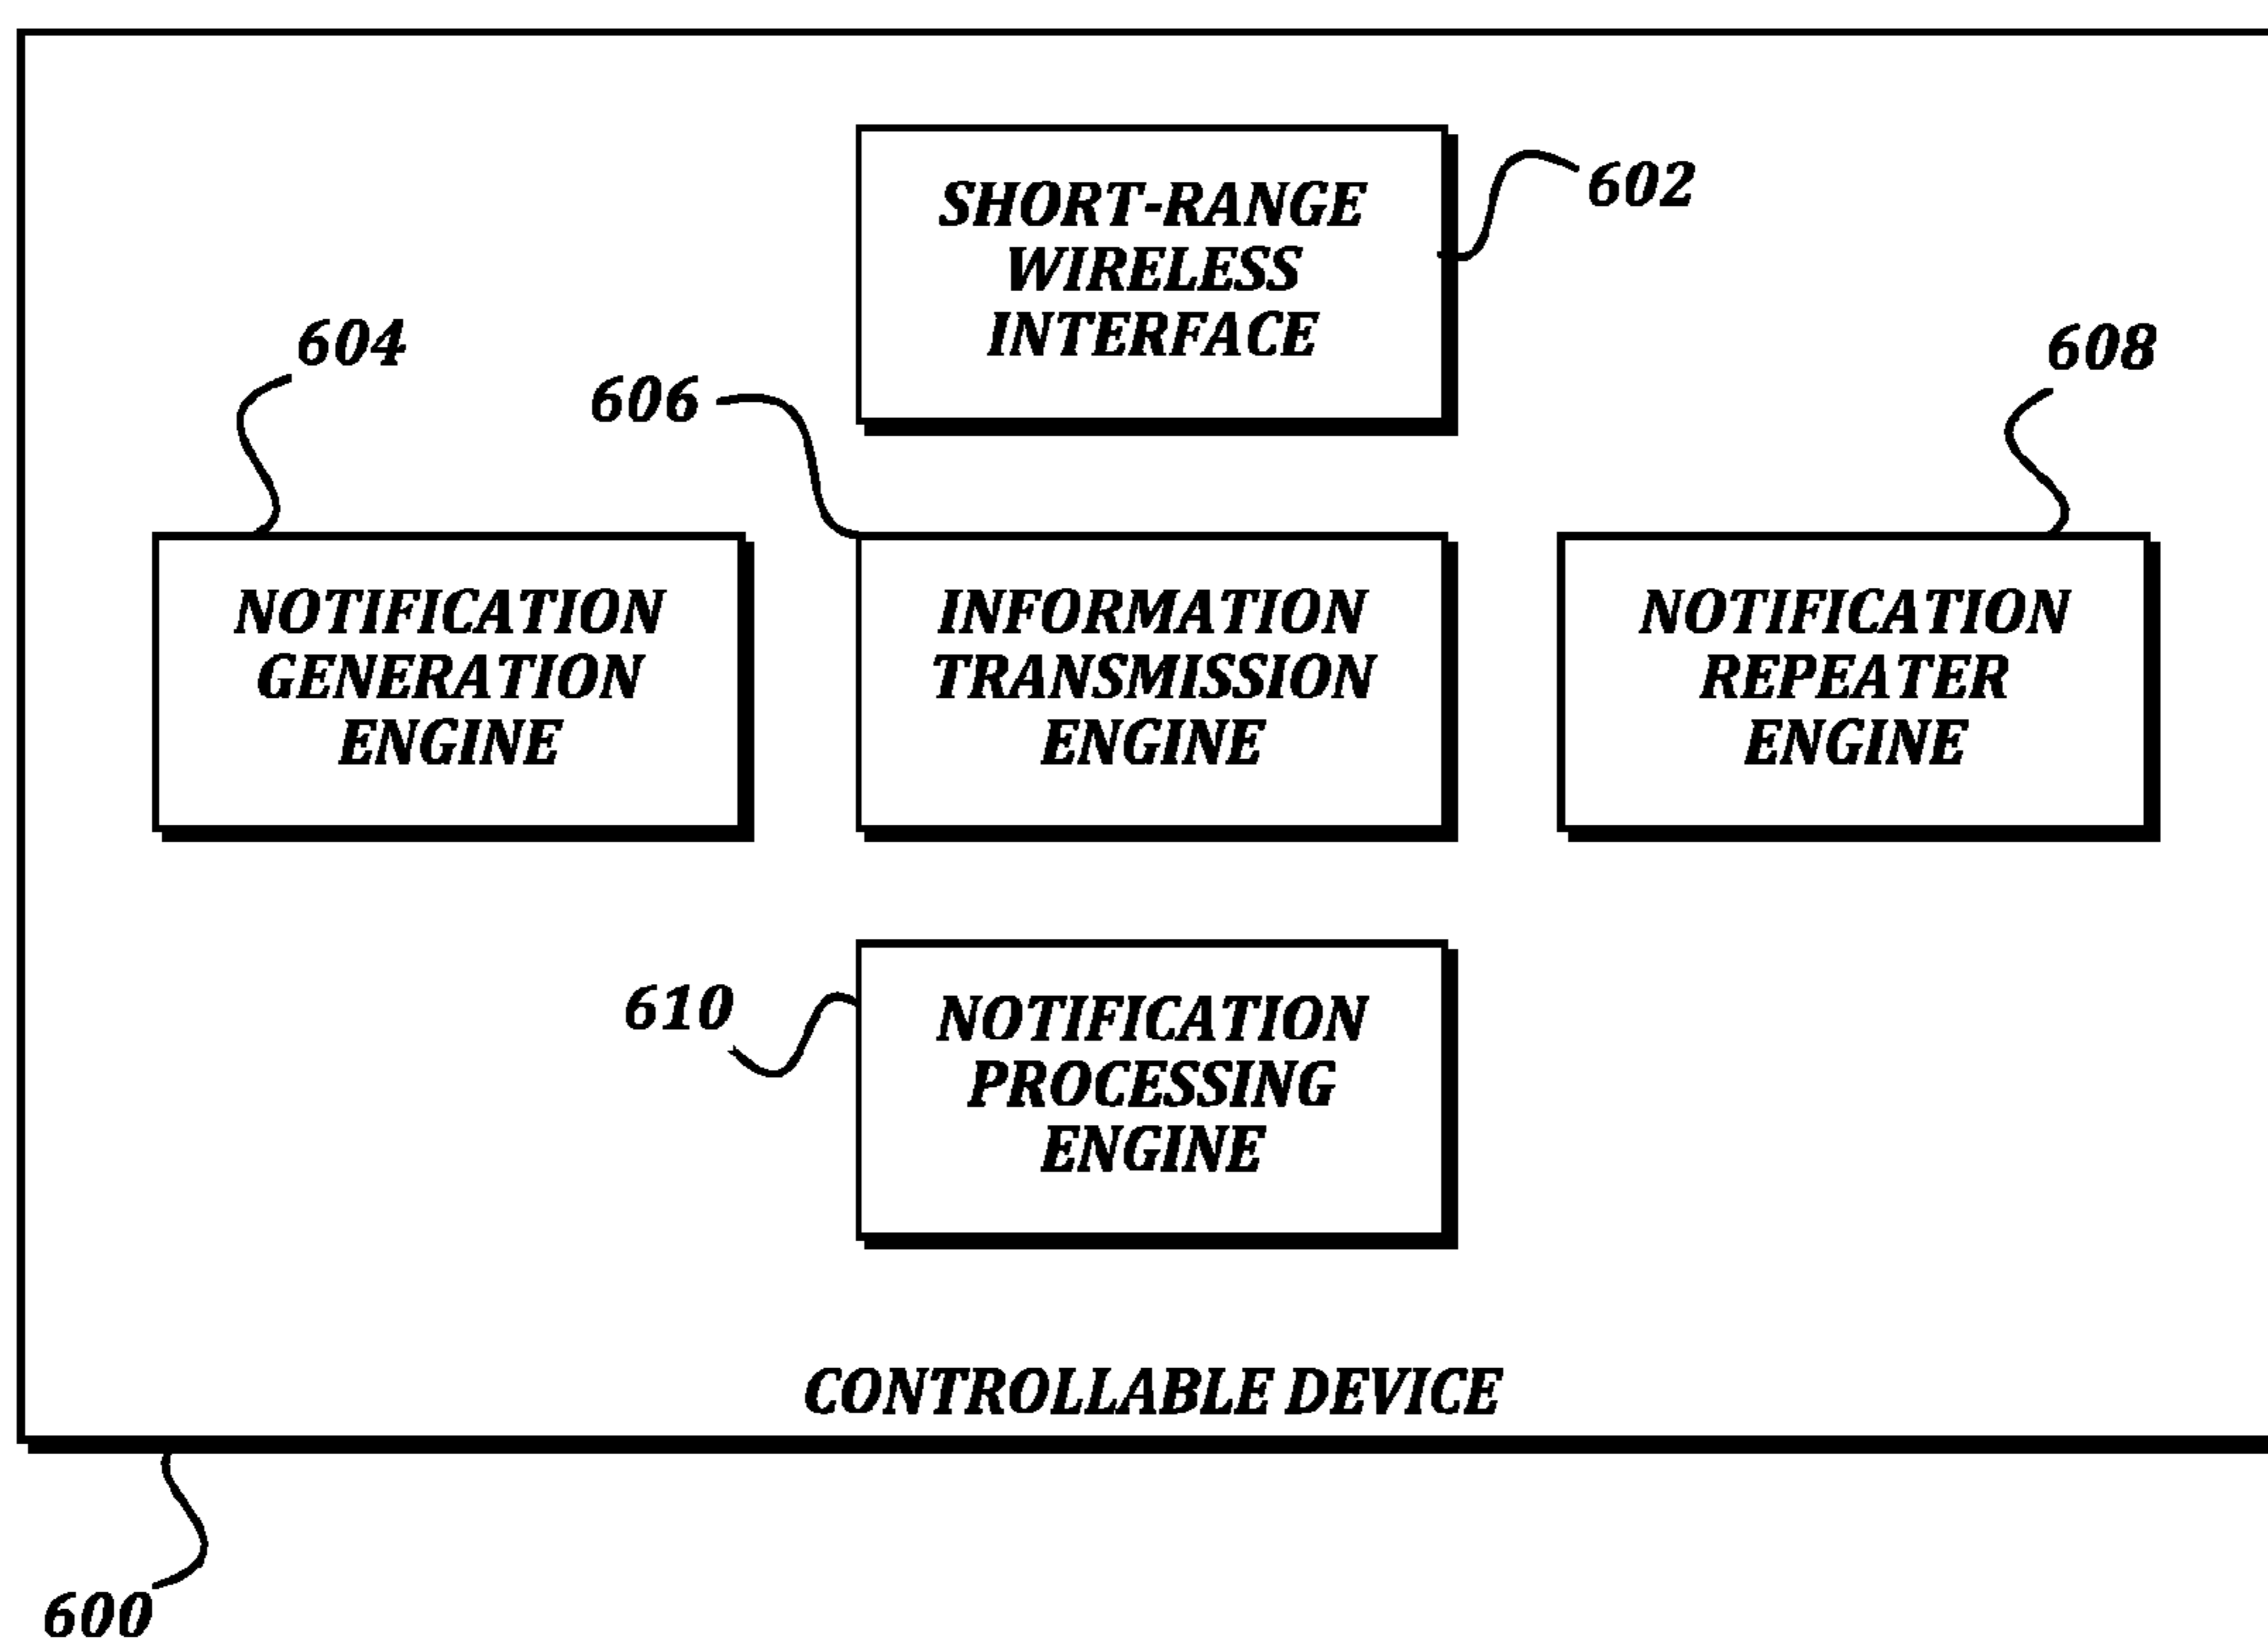 SHORT-RANGE
WIRELESS
INTERFACE
602
604
606
608
NOTIFICATION
GENERATION
ENGINE
INFORMATION
TRANSMISSION
ENGINE
NOTIFICATION
REPEATER
ENGINE
610
NOTIFICATION
PROCESSING
ENGINE
CONTROLLABLE DEVICE
600